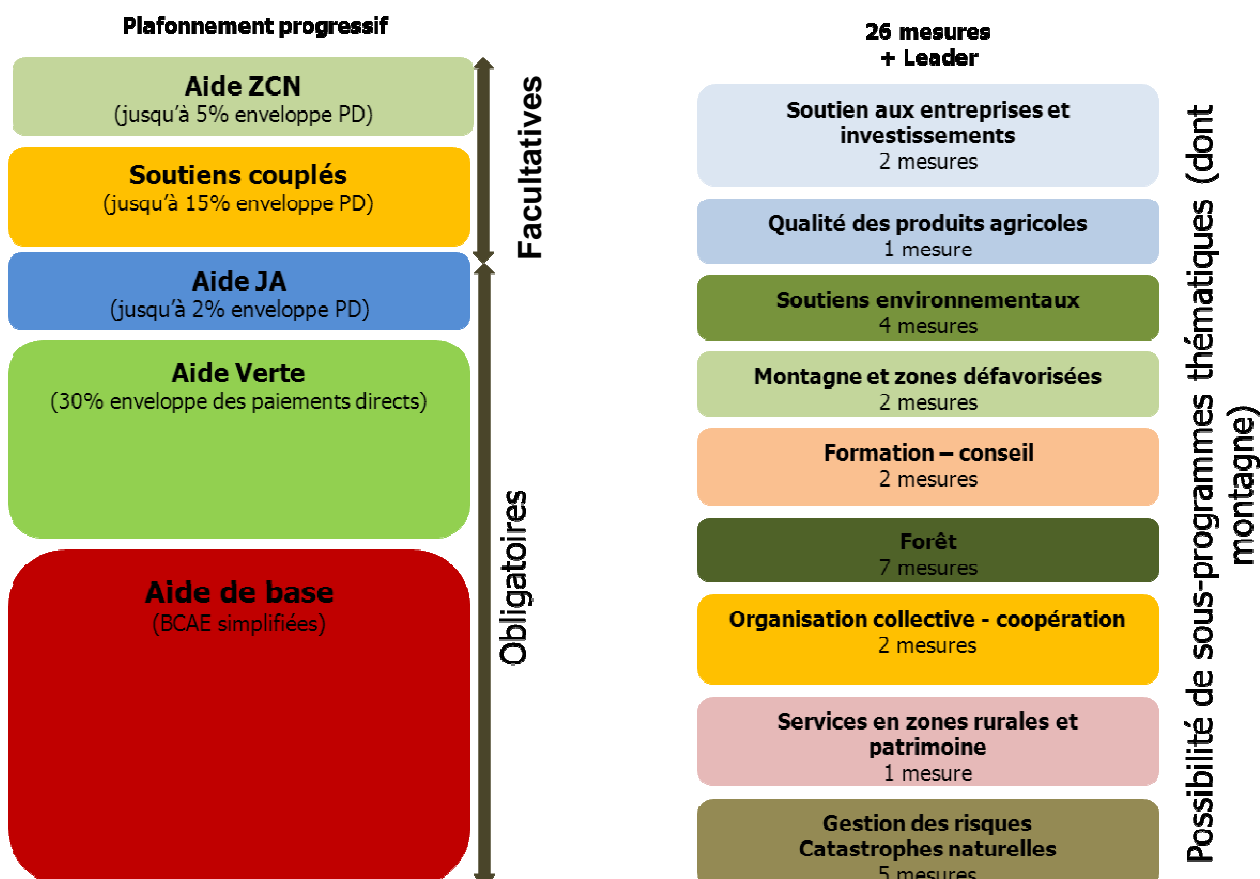 Plafonnement progressif
Aide ZCN
(jusqu'à 5% enveloppe PD)
Soutiens couplés
(jusqu'à 15% enveloppe PD)
Aide JA
(jusqu'à 2% enveloppe PD)
Aide Verte
(30% enveloppe des paiements directs)
Aide de base
(BCAE simplifiées)
Facultatives
Obligatoires
26 mesures
+ Leader
Soutien aux entreprises et
investissements
2 mesures
Qualité des produits agricoles
1 mesure
Soutiens environnementaux
4 mesures
Montagne et zones défavorisées
2 mesures
Formation – conseil
2 mesures
Forêt
7 mesures
Organisation collective - coopération
2 mesures
Services en zones rurales et
patrimoine
1 mesure
Gestion des risques
Catastrophes naturelles
5 mesures
Possibilité de sous-programmes thématiques (dont
montagne)